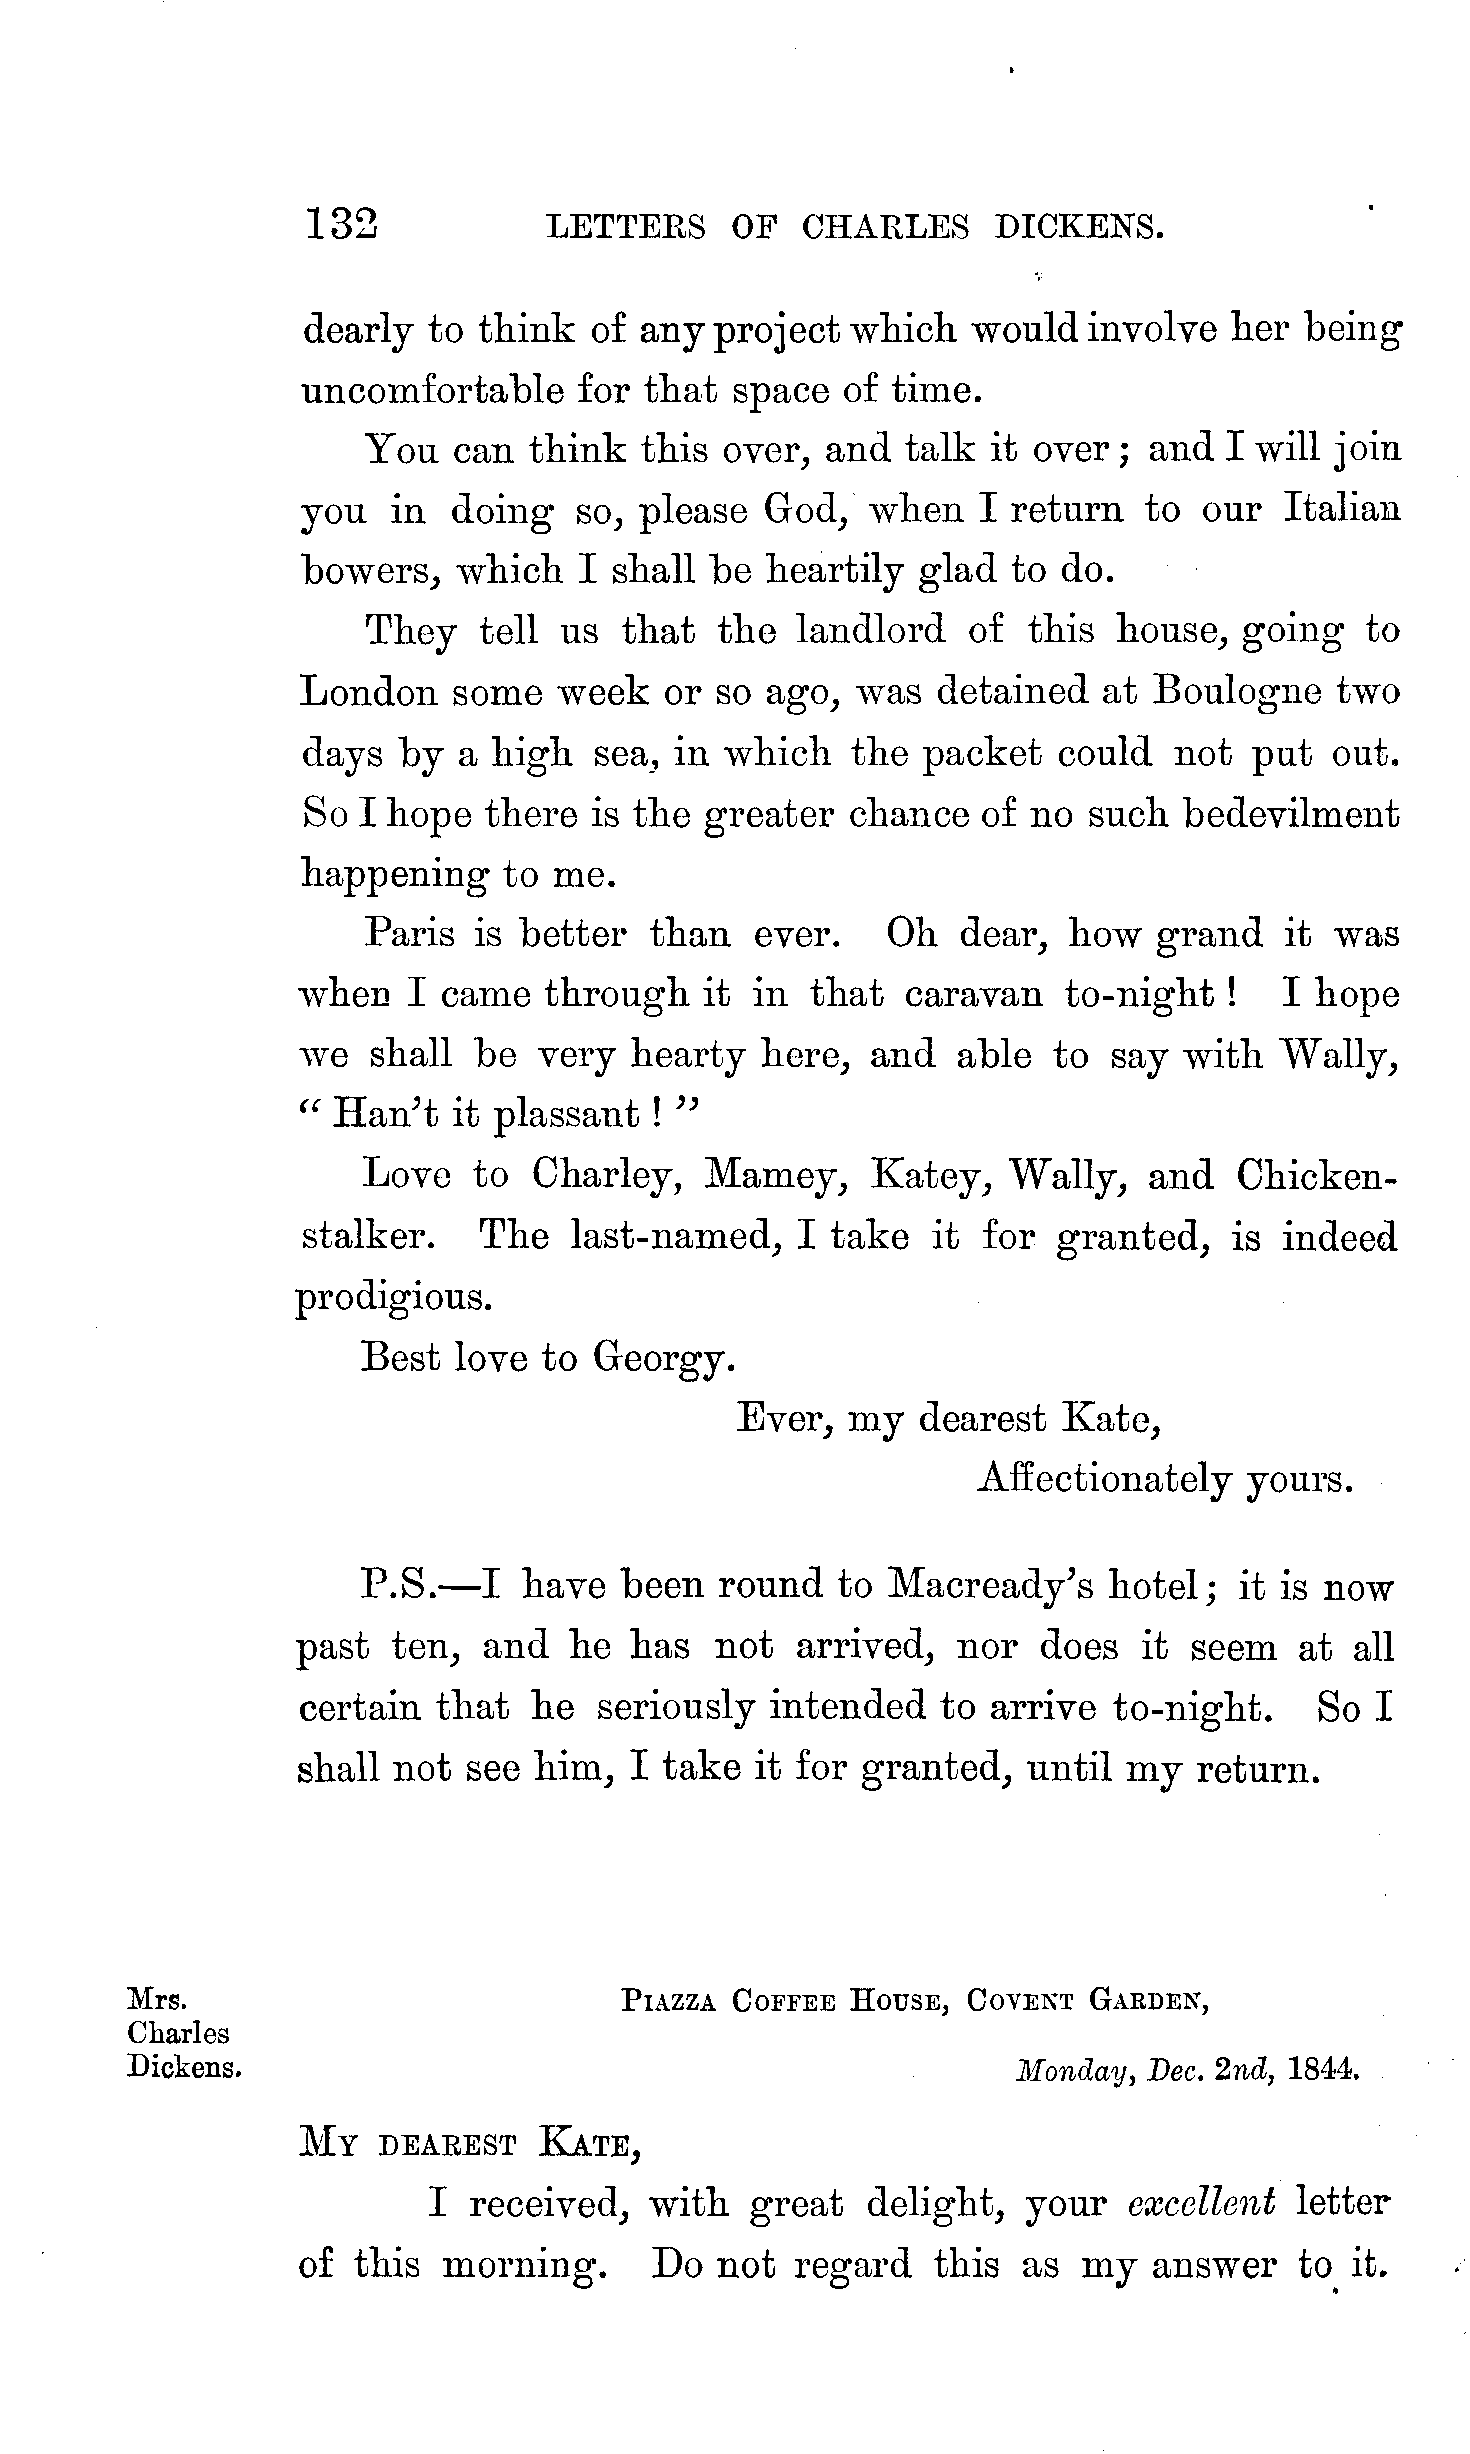 132 LETTERS OF CHARLES DICKENS.
dearly to think of any project which would involve her being
uncomfortable for that space of time.
You can think this over, and talk it over; and I will join
you in doing so, please God, when I return to our Italian
bowers, which I shall be heartily glad to do.
They tell us that the landlord of this house, going to
London some week or so ago, was detained at Boulogne two
days by a high sea, in which the packet could not put out.
So I hope there is the greater chance of no such bedevilment
happening to me.
Paris is better than ever. Oh dear, how grand it was
when I came through it in that caravan to-night! I hope
we shall be very hearty here, and able to say with Wally,
“Han’t it plassant!”
Love to Charley, Mamey, Katey, Wally, and Chicken-
stalker. The last-named, I take it for granted, is indeed
prodigious.
Best love to Georgy.
Ever, my dearest Kate,
Affectionately yours.
P.S.—I have been round to Macready’s hotel; it is now
past ten, and he has not arrived, nor does it seem at all
certain that he seriously intended to arrive to-night. So I
shall not see him, I take it for granted, until my return.
Mrs.
Charles
Dickens.
PIAZZA COFFEE HOUSE, COVENT GARDEN,
Monday, Dec. 2nd, 1844.
MY DEAREST KATE,
I received, with great delight, your excellent letter
of this morning. Do not regard this as my answer to it.